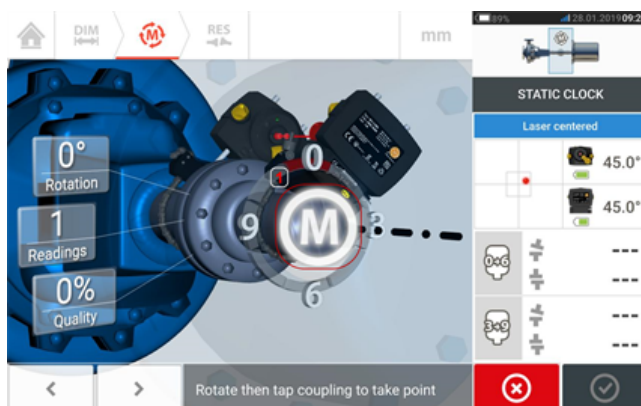 DIM
M
RES
mm
89%
28.01.2019 09:2
STATIC CLOCK
Laser centered
45.0°
45.0°
0°
Rotation
1
Readings
0%
Quality
0
1
9
M
3
6
0➔6
---
---
3➔9
---
---
Rotate then tap coupling to take point